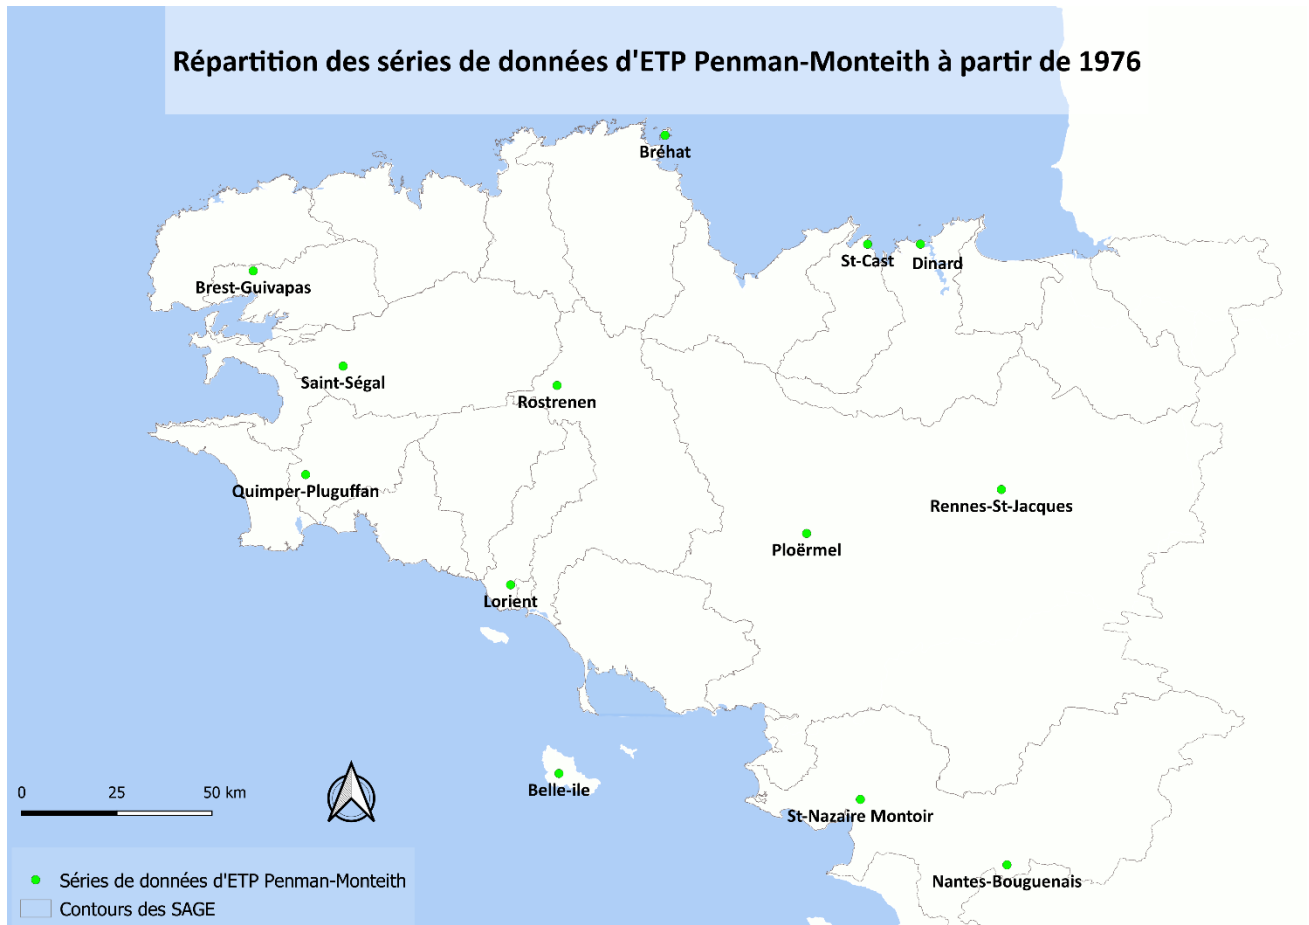 Répartition des séries de données d'ETP Penman-Monteith à partir de 1976
Bréhat
St-Cast
Dinard
Brest-Guivapas
Saint-Ségal
Rostrenen
Quimper-Pluguffan
Rennes-St-Jacques
Ploërmel
Lorient
Belle-ile
0 25 50 km
St-Nazaire Montoir
Nantes-Bouguenais
Séries de données d'ETP Penman-Monteith
Contours des SAGE